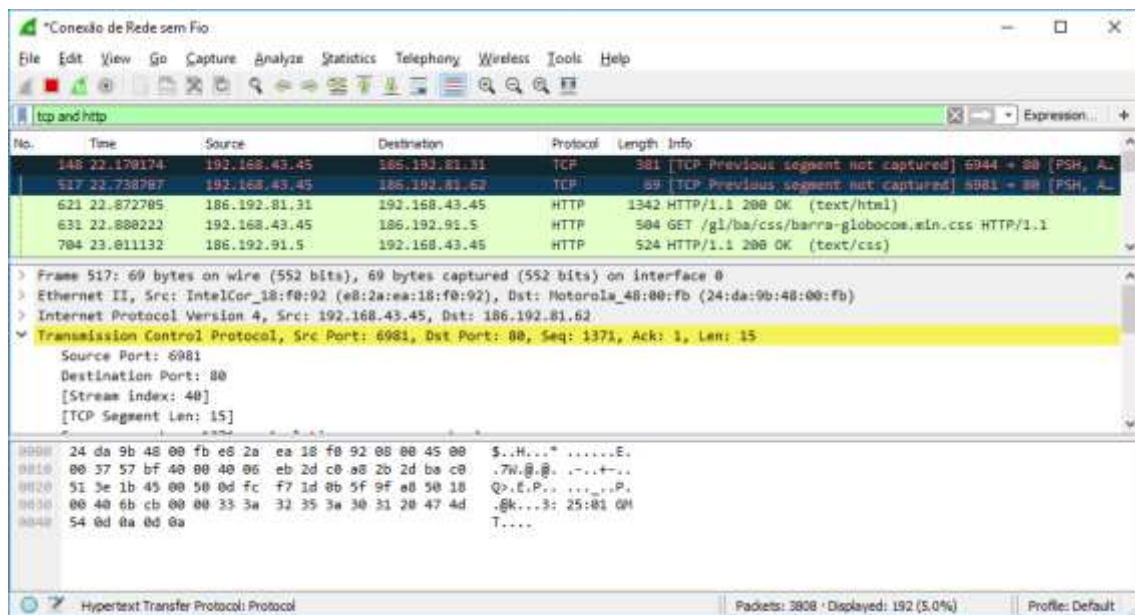 *Conexão de Rede sem Fio
File Edit View Go Capture Analyze Statistics Telephony Wireless Tools Help
tcp and http Expression... +
No. Time Source Destination Protocol Length Info
148 22.170174 192.168.43.45 186.192.81.31 TCP 381 [TCP Previous segment not captured] 6944 → 80 [PSH, A…
517 22.738787 192.168.43.45 186.192.81.62 TCP 69 [TCP Previous segment not captured] 6981 → 80 [PSH, A…
621 22.872705 186.192.81.31 192.168.43.45 HTTP 1342 HTTP/1.1 200 OK (text/html)
631 22.880222 192.168.43.45 186.192.91.5 HTTP 504 GET /gl/ba/css/barra-globocom.min.css HTTP/1.1
704 23.011132 186.192.91.5 192.168.43.45 HTTP 524 HTTP/1.1 200 OK (text/css)
Frame 517: 69 bytes on wire (552 bits), 69 bytes captured (552 bits) on interface 0
Ethernet II, Src: IntelCor_18:f0:92 (e8:2a:ea:18:f0:92), Dst: Motorola_48:00:fb (24:da:9b:48:00:fb)
Internet Protocol Version 4, Src: 192.168.43.45, Dst: 186.192.81.62
Transmission Control Protocol, Src Port: 6981, Dst Port: 80, Seq: 1371, Ack: 1, Len: 15
Source Port: 6981
Destination Port: 80
[Stream index: 40]
[TCP Segment Len: 15]
0000 24 da 9b 48 00 fb e8 2a ea 18 f0 92 08 00 45 00 $..H...* ......E.
0010 00 37 57 bf 40 00 40 06 eb 2d c0 a8 2b 2d ba c0 .7W.@.@. .-..+-..
0020 51 3e 1b 45 00 50 0d fc f7 1d 0b 5f 9f a8 50 18 Q>.E.P.. ..._..P.
0030 00 40 6b cb 00 00 33 3a 32 35 3a 30 31 20 47 4d .@k...3: 25:01 GM
0040 54 0d 0a 0d 0a T....
Hypertext Transfer Protocol: Protocol Packets: 3808 · Displayed: 192 (5.0%) Profile: Default